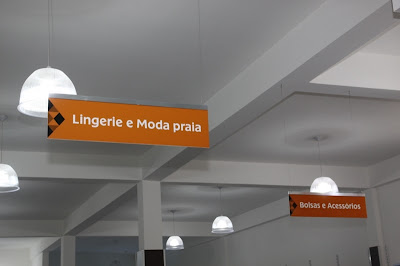 Lingerie e Moda praia
Bolsas e Acessórios